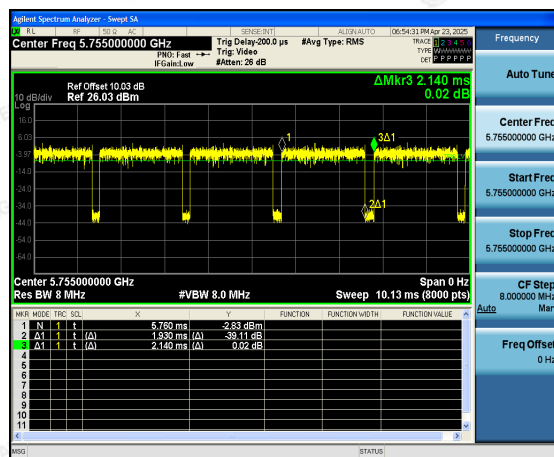 Agilent Spectrum Analyzer - Swept SA
RL RF 50 Ω AC SENSE:INT ALIGNAUTO 06:54:31 PM Apr 23, 2025
Center Freq 5.755000000 GHz
PNO: Fast
IFGain:Low
Trig Delay-200.0 µs
Trig: Video
#Atten: 26 dB
#Avg Type: RMS
TRACE 1 2 3 4 5 6
TYPE
DET P P P P P P
Frequency
Auto Tune
Center Freq
5.755000000 GHz
Start Freq
5.755000000 GHz
Stop Freq
5.755000000 GHz
CF Step
8.000000 MHz
Auto Man
Freq Offset
0 Hz
ΔMkr3 2.140 ms
0.02 dB
Ref Offset 10.03 dB
10 dB/div Ref 26.03 dBm
Log
16.0
6.03
-3.97
-14.0
-24.0
-34.0
-44.0
-54.0
-64.0
1
3Δ1
2Δ1
Center 5.755000000 GHz Span 0 Hz
Res BW 8 MHz #VBW 8.0 MHz Sweep 10.13 ms (8000 pts)
MKR MODE TRC SCL X Y FUNCTION FUNCTION WIDTH FUNCTION VALUE
1 N 1 t 5.760 ms -2.83 dBm
2 Δ1 1 t (Δ) 1.930 ms (Δ) -39.11 dB
3 Δ1 1 t (Δ) 2.140 ms (Δ) 0.02 dB
4
5
6
7
8
9
10
11
MSG STATUS